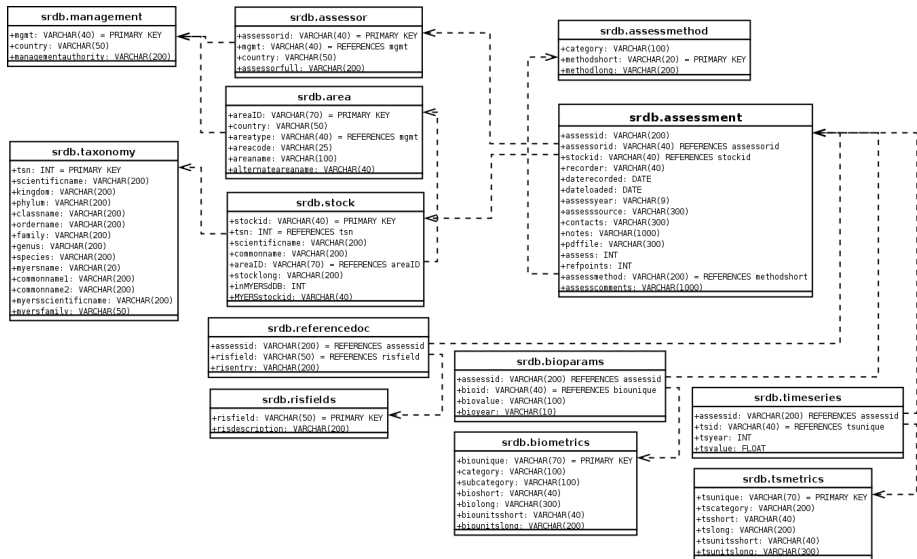 srdb.management
+mgmt: VARCHAR(40) = PRIMARY KEY
+country: VARCHAR(50)
+managementauthority: VARCHAR(200)
srdb.assessor
+assessorid: VARCHAR(40) = PRIMARY KEY
+mgmt: VARCHAR(40) = REFERENCES mgmt
+country: VARCHAR(50)
+assessorfull: VARCHAR(200)
srdb.assessmethod
+category: VARCHAR(100)
+methodshort: VARCHAR(20) = PRIMARY KEY
+methodlong: VARCHAR(200)
srdb.area
+areaID: VARCHAR(70) = PRIMARY KEY
+country: VARCHAR(50)
+areatype: VARCHAR(40) = REFERENCES mgmt
+areacode: VARCHAR(25)
+areaname: VARCHAR(100)
+alternateareaname: VARCHAR(40)
srdb.assessment
+assessid: VARCHAR(200)
+assessorid: VARCHAR(40) REFERENCES assessorid
+stockid: VARCHAR(40) REFERENCES stockid
+recorder: VARCHAR(40)
+daterecorded: DATE
+dateloaded: DATE
+assessyear: VARCHAR(9)
+assesssource: VARCHAR(300)
+contacts: VARCHAR(300)
+notes: VARCHAR(1000)
+pdffile: VARCHAR(300)
+assess: INT
+refpoints: INT
+assessmethod: VARCHAR(200) = REFERENCES methodshort
+assesscomments: VARCHAR(1000)
srdb.taxonomy
+tsn: INT = PRIMARY KEY
+scientificname: VARCHAR(200)
+kingdom: VARCHAR(200)
+phylum: VARCHAR(200)
+classname: VARCHAR(200)
+ordername: VARCHAR(200)
+family: VARCHAR(200)
+genus: VARCHAR(200)
+species: VARCHAR(200)
+myersname: VARCHAR(20)
+commonname1: VARCHAR(200)
+commonname2: VARCHAR(200)
+myersscientificname: VARCHAR(200)
+myersfamily: VARCHAR(50)
srdb.stock
+stockid: VARCHAR(40) = PRIMARY KEY
+tsn: INT = REFERENCES tsn
+scientificname: VARCHAR(200)
+commonname: VARCHAR(200)
+areaID: VARCHAR(70) = REFERENCES areaID
+stocklong: VARCHAR(200)
+inMYERSdDB: INT
+MYERSstockid: VARCHAR(40)
srdb.referencedoc
+assessid: VARCHAR(200) = REFERENCES assessid
+risfield: VARCHAR(50) = REFERENCES risfield
+risentry: VARCHAR(200)
srdb.bioparams
+assessid: VARCHAR(200) REFERENCES assessid
+bioid: VARCHAR(40) = REFERENCES biounique
+biovalue: VARCHAR(100)
+bioyear: VARCHAR(10)
srdb.risfields
+risfield: VARCHAR(50) = PRIMARY KEY
+risdescription: VARCHAR(200)
srdb.timeseries
+assessid: VARCHAR(200) REFERENCES assessid
+tsid: VARCHAR(40) = REFERENCES tsunique
+tsyear: INT
+tsvalue: FLOAT
srdb.biometrics
+biounique: VARCHAR(70) = PRIMARY KEY
+category: VARCHAR(100)
+subcategory: VARCHAR(100)
+bioshort: VARCHAR(40)
+biolong: VARCHAR(300)
+biounitsshort: VARCHAR(40)
+biounitslong: VARCHAR(200)
srdb.tsmetrics
+tsunique: VARCHAR(70) = PRIMARY KEY
+tscategory: VARCHAR(200)
+tsshort: VARCHAR(40)
+tslong: VARCHAR(200)
+tsunitsshort: VARCHAR(40)
+tsunitslong: VARCHAR(300)